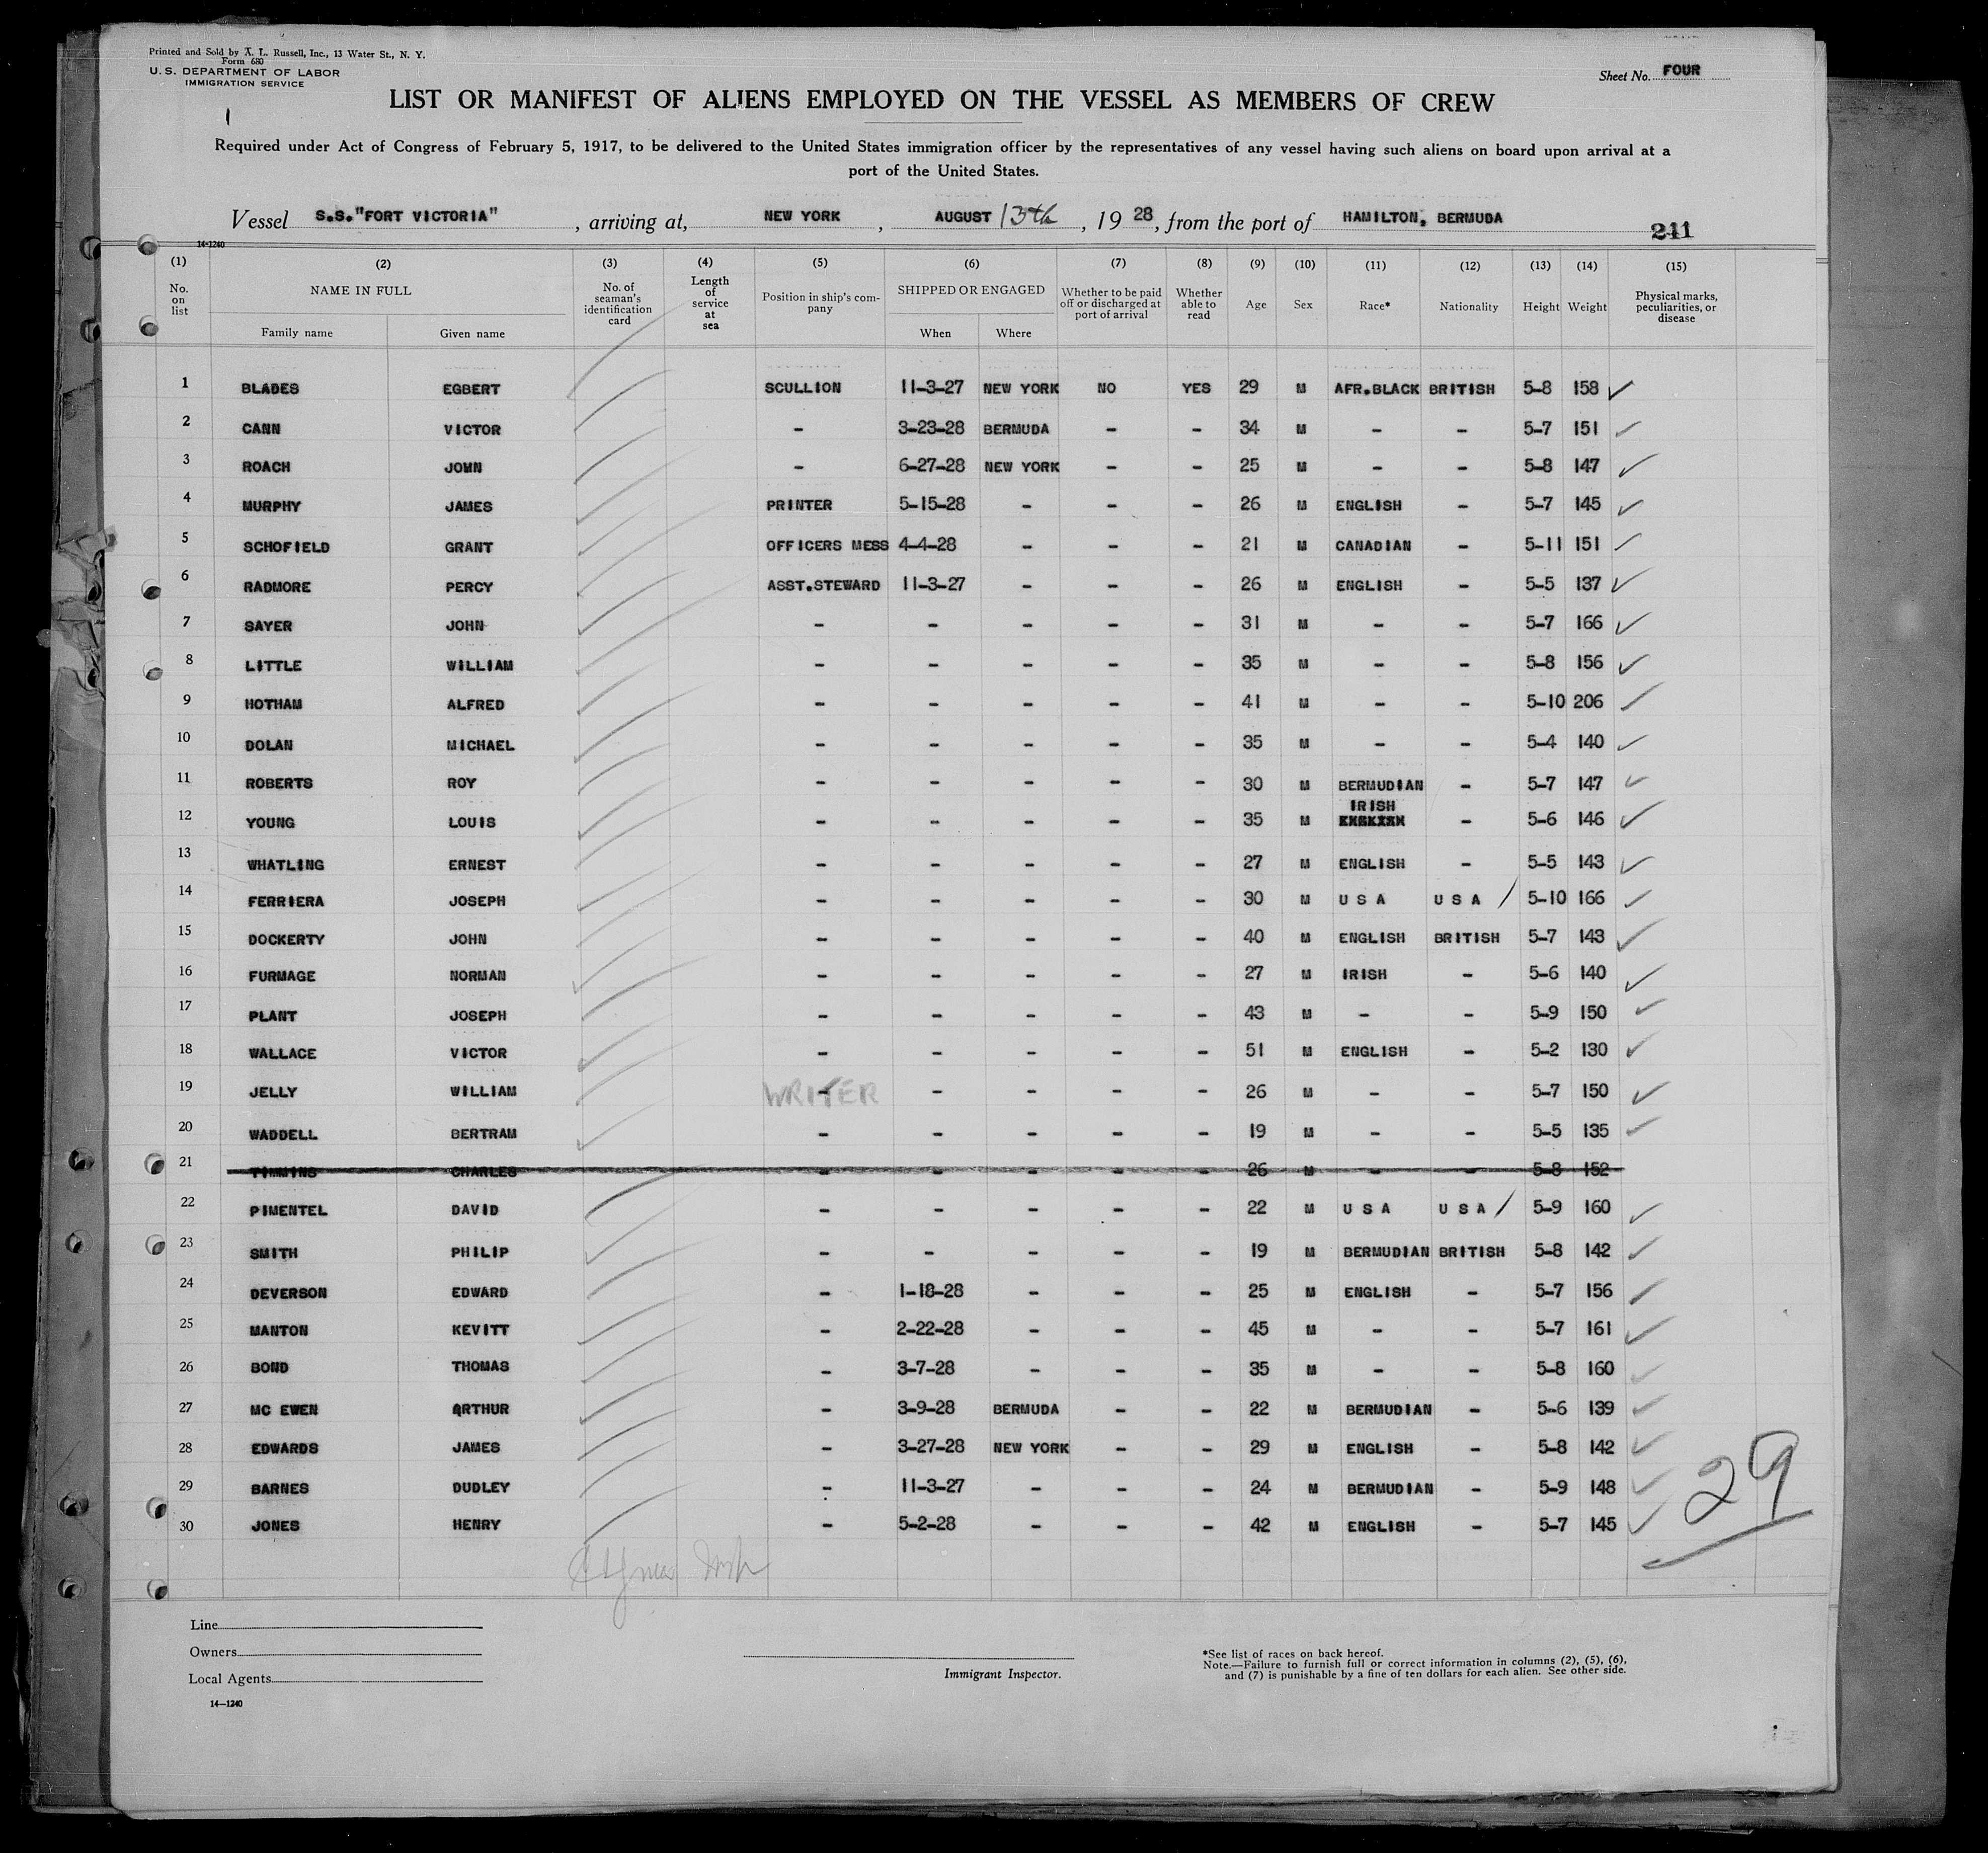 Printed and Sold by A. L. Russell, Inc., 13 Water St., N. Y.
Form 680
U. S. DEPARTMENT OF LABOR
IMMIGRATION SERVICE
Sheet No. FOUR
LIST OR MANIFEST OF ALIENS EMPLOYED ON THE VESSEL AS MEMBERS OF CREW
Required under Act of Congress of February 5, 1917, to be delivered to the United States immigration officer by the representatives of any vessel having such aliens on board upon arrival at a
port of the United States.
Vessel S.S."FORT VICTORIA", arriving at, NEW YORK, AUGUST 13th, 1928, from the port of HAMILTON, BERMUDA
211
14-1240
(1) (2) (3) (4) (5) (6) (7) (8) (9) (10) (11) (12) (13) (14) (15)
No. on list
NAME IN FULL
Family name Given name
No. of seaman's identification card
Length of service at sea
Position in ship's company
SHIPPED OR ENGAGED
When Where
Whether to be paid off or discharged at port of arrival
Whether able to read
Age Sex Race* Nationality Height Weight
Physical marks, peculiarities, or disease
1 BLADES EGBERT SCULLION 11-3-27 NEW YORK NO YES 29 M AFR.BLACK BRITISH 5-8 158 ✓
2 CANN VICTOR - 3-23-28 BERMUDA - - 34 M - - 5-7 151 ✓
3 ROACH JOHN - 6-27-28 NEW YORK - - 25 M - - 5-8 147 ✓
4 MURPHY JAMES PRINTER 5-15-28 - - - 26 M ENGLISH - 5-7 145 ✓
5 SCHOFIELD GRANT OFFICERS MESS 4-4-28 - - - 21 M CANADIAN - 5-11 151 ✓
6 RADMORE PERCY ASST.STEWARD 11-3-27 - - - 26 M ENGLISH - 5-5 137 ✓
7 SAYER JOHN - - - - - 31 M - - 5-7 166 ✓
8 LITTLE WILLIAM - - - - - 35 M - - 5-8 156 ✓
9 HOTHAM ALFRED - - - - - 41 M - - 5-10 206 ✓
10 DOLAN MICHAEL - - - - - 35 M - - 5-4 140 ✓
11 ROBERTS ROY - - - - - 30 M BERMUDIAN - 5-7 147 ✓
12 YOUNG LOUIS - - - - - 35 M IRISH - 5-6 146 ✓
13 WHATLING ERNEST - - - - - 27 M ENGLISH - 5-5 143 ✓
14 FERRIERA JOSEPH - - - - - 30 M U S A U S A / 5-10 166 ✓
15 DOCKERTY JOHN - - - - - 40 M ENGLISH BRITISH 5-7 143 ✓
16 FURMAGE NORMAN - - - - - 27 M IRISH - 5-6 140 ✓
17 PLANT JOSEPH - - - - - 43 M - - 5-9 150 ✓
18 WALLACE VICTOR - - - - - 51 M ENGLISH - 5-2 130 ✓
19 JELLY WILLIAM WRITER - - - - 26 M - - 5-7 150 ✓
20 WADDELL BERTRAM - - - - - 19 M - - 5-5 135 ✓
21 TIMMINS CHARLES - - - - - 26 M - - 5-8 152
22 PIMENTEL DAVID - - - - - 22 M U S A U S A / 5-9 160 ✓
23 SMITH PHILIP - - - - - 19 M BERMUDIAN BRITISH 5-8 142 ✓
24 DEVERSON EDWARD - 1-18-28 - - - 25 M ENGLISH - 5-7 156 ✓
25 MANTON KEVITT - 2-22-28 - - - 45 M - - 5-7 161 ✓
26 BOND THOMAS - 3-7-28 - - - 35 M - - 5-8 160 ✓
27 MC EWEN ARTHUR - 3-9-28 BERMUDA - - 22 M BERMUDIAN - 5-6 139 ✓
28 EDWARDS JAMES - 3-27-28 NEW YORK - - 29 M ENGLISH - 5-8 142 ✓
29 BARNES DUDLEY - 11-3-27 - - - 24 M BERMUDIAN - 5-9 148 ✓
30 JONES HENRY - 5-2-28 - - - 42 M ENGLISH - 5-7 145 ✓
29
Line
Owners
Local Agents
Immigrant Inspector.
*See list of races on back hereof.
Note.—Failure to furnish full or correct information in columns (2), (5), (6),
and (7) is punishable by a fine of ten dollars for each alien. See other side.
14—1240